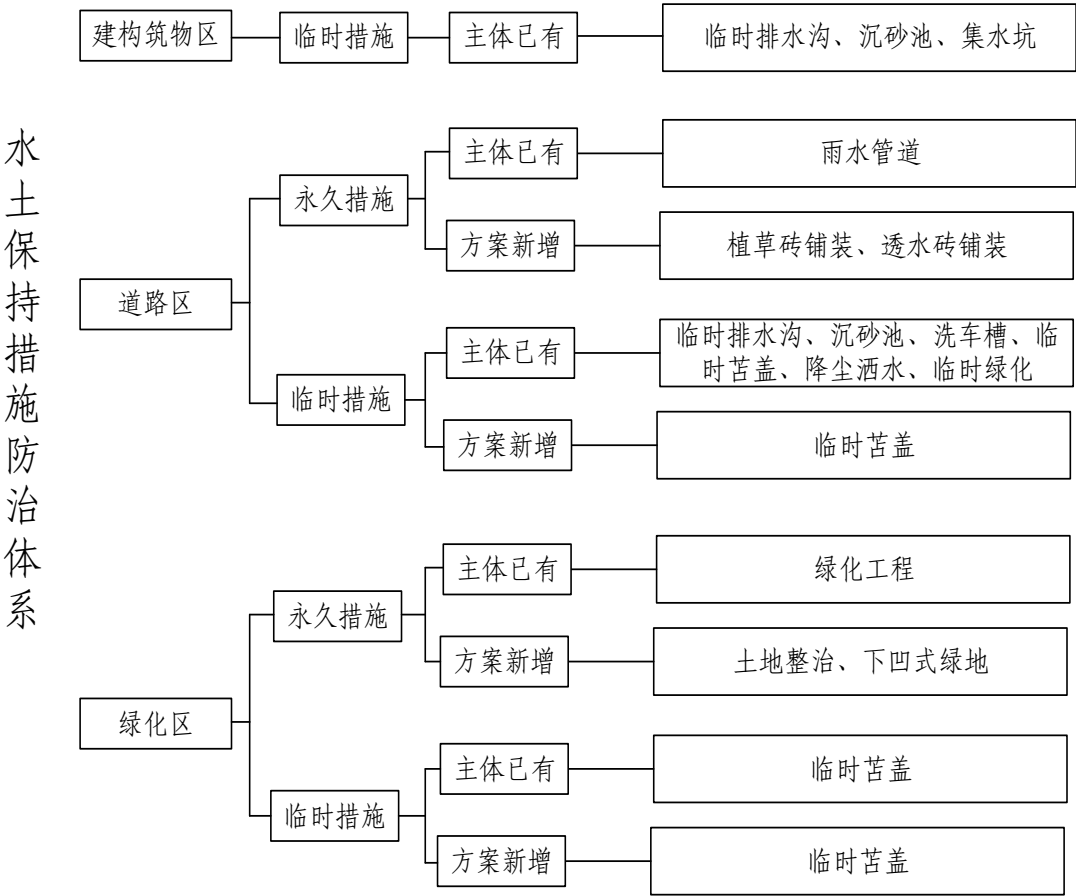 水土保持措施防治体系
建构筑物区
临时措施
主体已有
临时排水沟、沉砂池、集水坑
道路区
永久措施
主体已有
雨水管道
方案新增
植草砖铺装、透水砖铺装
临时措施
主体已有
临时排水沟、沉砂池、洗车槽、临
时苫盖、降尘洒水、临时绿化
方案新增
临时苫盖
绿化区
永久措施
主体已有
绿化工程
方案新增
土地整治、下凹式绿地
临时措施
主体已有
临时苫盖
方案新增
临时苫盖